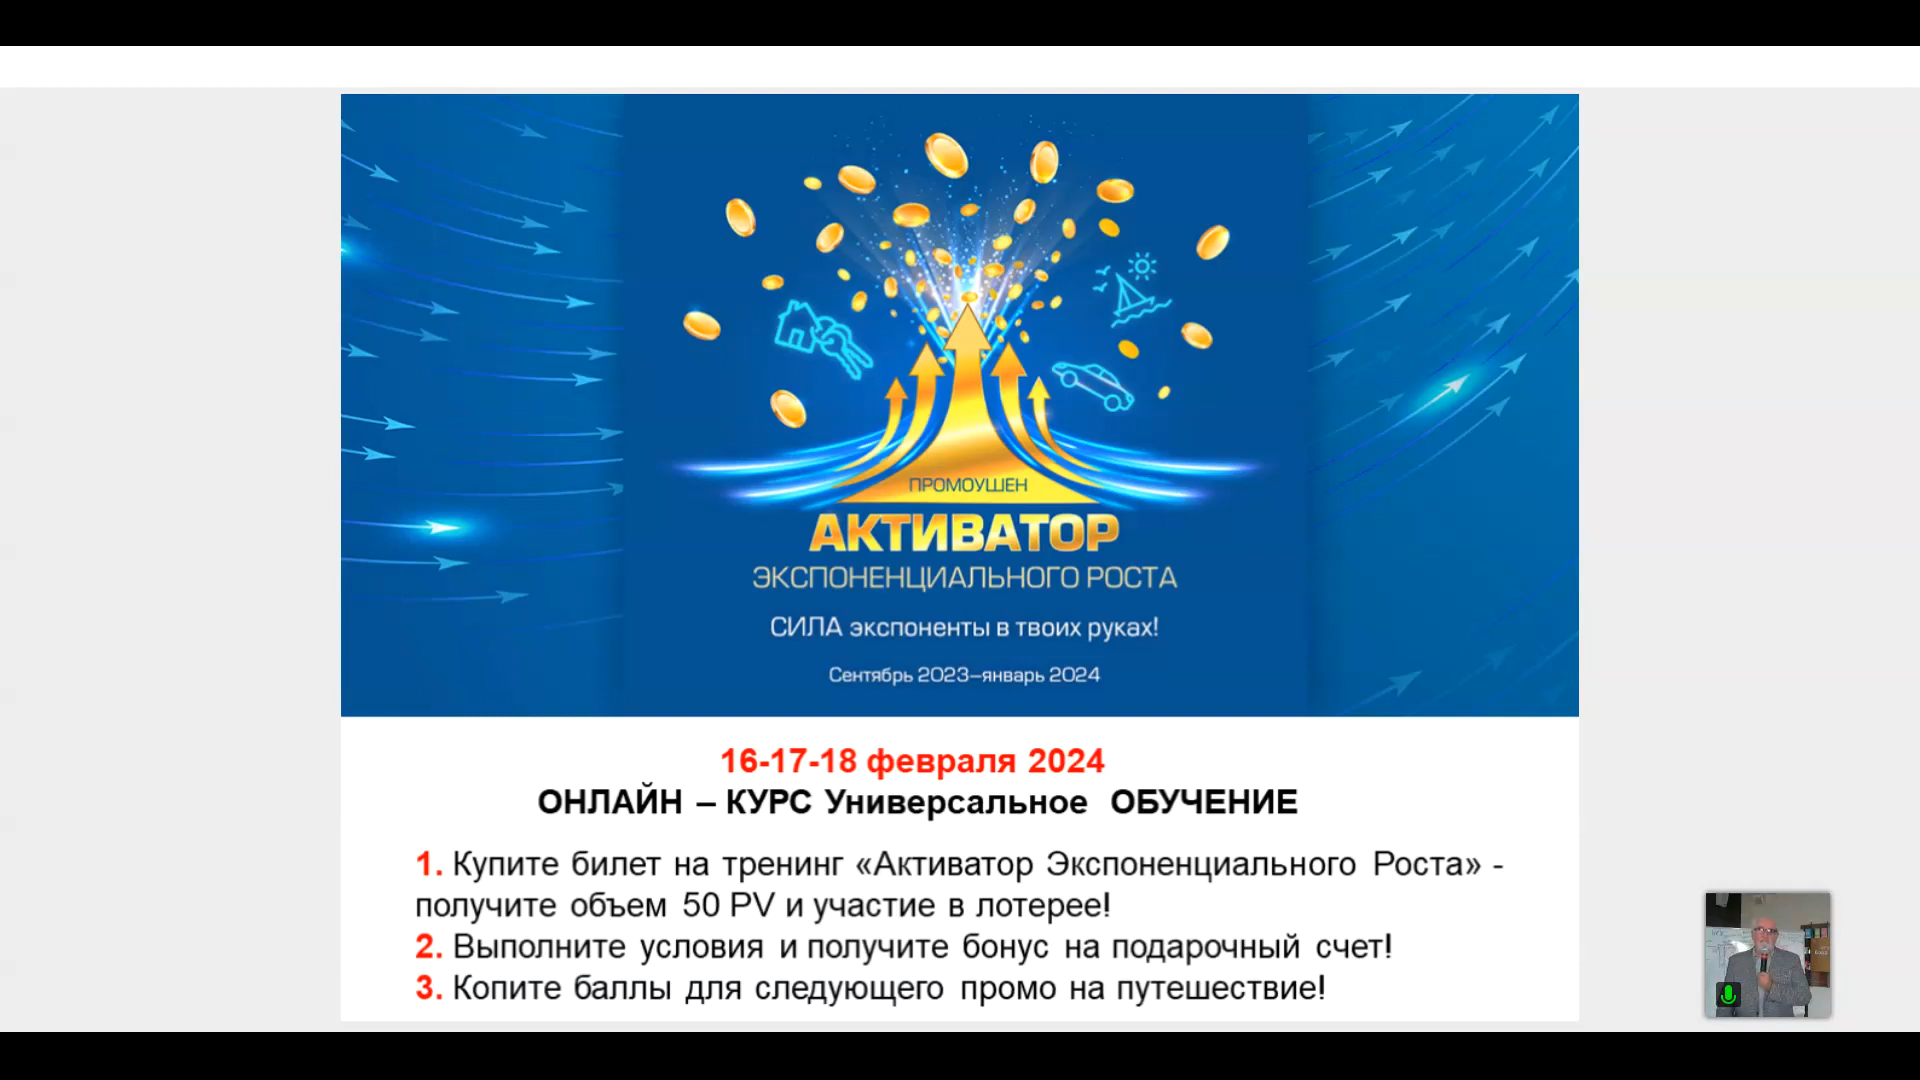 ПРОМОУШЕН
АКТИВАТОР
ЭКСПОНЕНЦИАЛЬНОГО РОСТА
СИЛА экспоненты в твоих руках!
Сентябрь 2023–январь 2024
16-17-18 февраля 2024
ОНЛАЙН – КУРС Универсальное ОБУЧЕНИЕ
1. Купите билет на тренинг «Активатор Экспоненциального Роста» -
получите объем 50 PV и участие в лотерее!
2. Выполните условия и получите бонус на подарочный счет!
3. Копите баллы для следующего промо на путешествие!